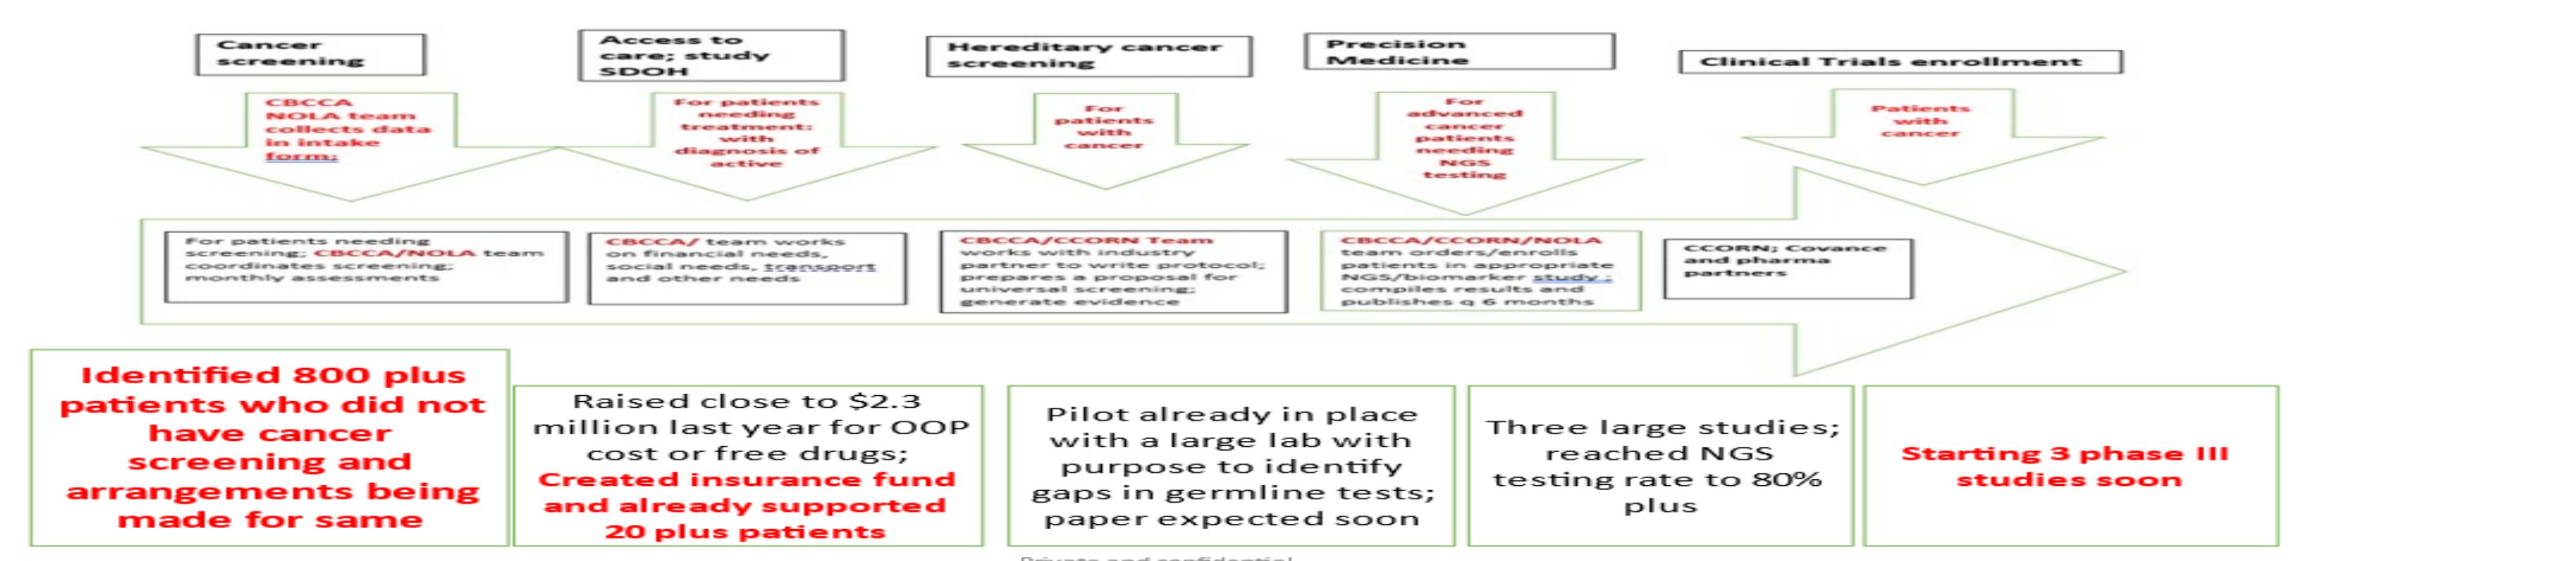 Cancer
screening
Access to
care; study
SDOH
Hereditary cancer
screening
Precision
Medicine
Clinical Trials enrollment
CBCCA
NOLA team
collects data
in intake
form;
For patients
needing
treatment:
with
diagnosis of
active
For
patients
with
cancer
For
advanced
cancer
patients
needing
NGS
testing
Patients
with
cancer
For patients needing
screening; CBCCA/NOLA team
coordinates screening;
monthly assessments
CBCCA/ team works
on financial needs,
social needs, transport
and other needs
CBCCA/CCORN Team
works with industry
partner to write protocol;
prepares a proposal for
universal screening;
generate evidence
CBCCA/CCORN/NOLA
team orders/enrolls
patients in appropriate
NGS/biomarker study ;
compiles results and
publishes q 6 months
CCORN; Covance
and pharma
partners
Identified 800 plus
patients who did not
have cancer
screening and
arrangements being
made for same
Raised close to $2.3
million last year for OOP
cost or free drugs;
Created insurance fund
and already supported
20 plus patients
Pilot already in place
with a large lab with
purpose to identify
gaps in germline tests;
paper expected soon
Three large studies;
reached NGS
testing rate to 80%
plus
Starting 3 phase III
studies soon
Private and confidential